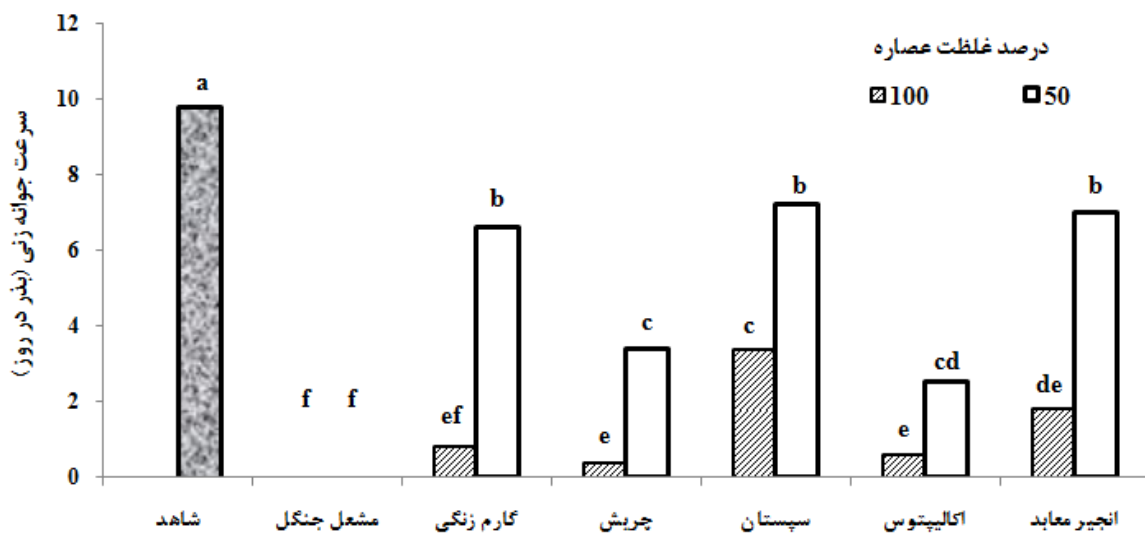 درصد غلظت عصاره
100
50
سرعت جوانه زنی (بذر در روز)
12
10
8
6
4
2
0
a
f
f
ef
b
e
c
c
b
e
cd
de
b
شاهد
مشعل جنگل
گارم زنگی
چریش
سپستان
اکالیپتوس
انجیر معابد